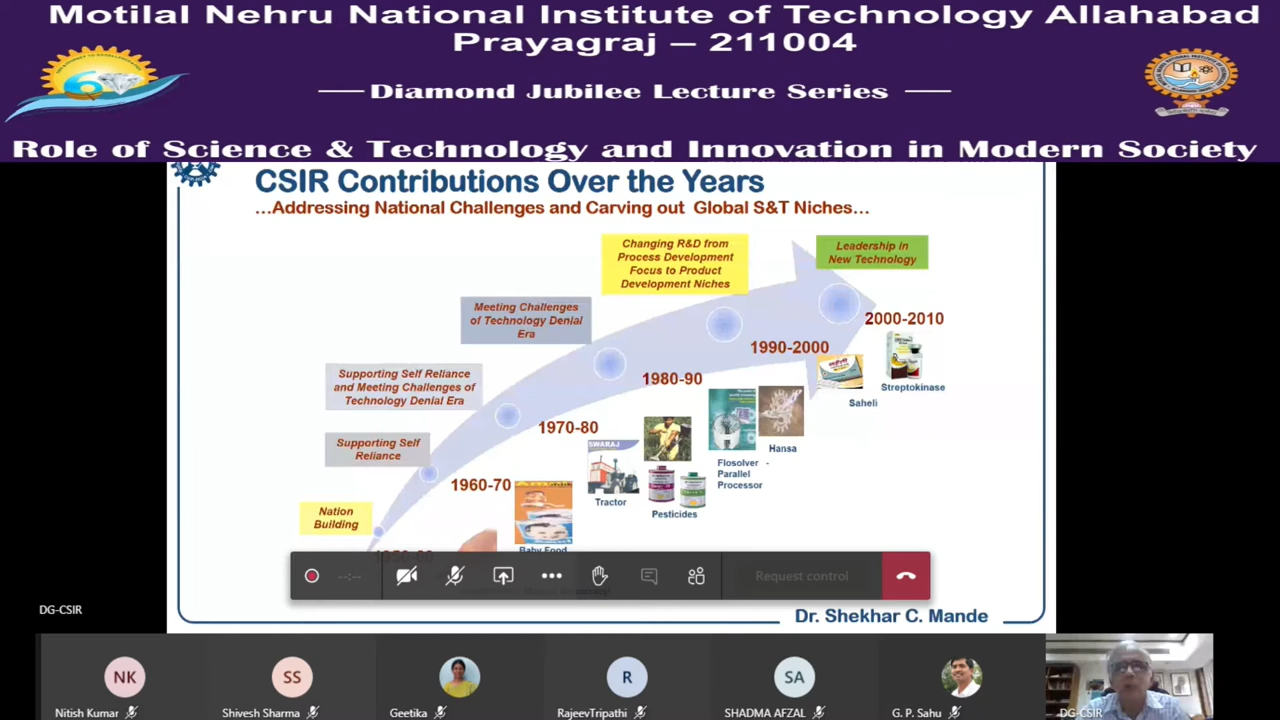 Motilal Nehru National Institute of Technology Allahabad
Prayagraj – 211004
Diamond Jubilee Lecture Series
Role of Science & Technology and Innovation in Modern Society
CSIR Contributions Over the Years
...Addressing National Challenges and Carving out Global S&T Niches...
Changing R&D from
Process Development
Focus to Product
Development Niches
Leadership in
New Technology
Meeting Challenges
of Technology Denial
Era
2000-2010
1990-2000
Supporting Self Reliance
and Meeting Challenges of
Technology Denial Era
1980-90
Streptokinase
Saheli
1970-80
Supporting Self
Reliance
SWARAJ
Hansa
Flosolver -
Parallel
Processor
1960-70
Tractor
Pesticides
Nation
Building
Baby Food
--:--
Request control
DG-CSIR
Dr. Shekhar C. Mande
NK
SS
R
SA
Nitish Kumar
Shivesh Sharma
Geetika
RajeevTripathi
SHADMA AFZAL
G. P. Sahu
DG-CSIR